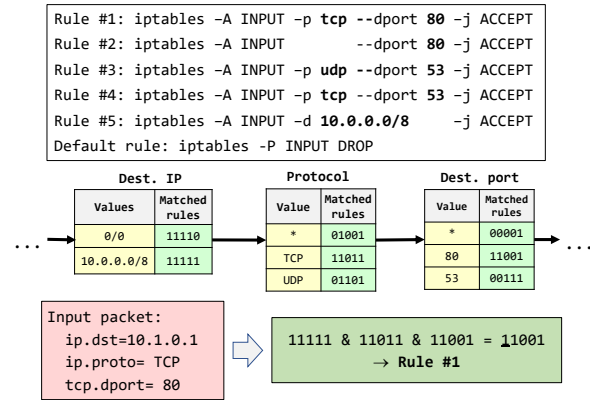 Rule #1: iptables –A INPUT –p tcp --dport 80 –j ACCEPT
Rule #2: iptables –A INPUT --dport 80 –j ACCEPT
Rule #3: iptables –A INPUT –p udp --dport 53 –j ACCEPT
Rule #4: iptables –A INPUT –p tcp --dport 53 –j ACCEPT
Rule #5: iptables –A INPUT –d 10.0.0.0/8 –j ACCEPT
Default rule: iptables -P INPUT DROP
Dest. IP
Values Matched rules
0/0 11110
10.0.0.0/8 11111
Protocol
Value Matched rules
* 01001
TCP 11011
UDP 01101
Dest. port
Value Matched rules
* 00001
80 11001
53 00111
...
...
Input packet:
ip.dst=10.1.0.1
ip.proto= TCP
tcp.dport= 80
11111 & 11011 & 11001 = 11001
→ Rule #1